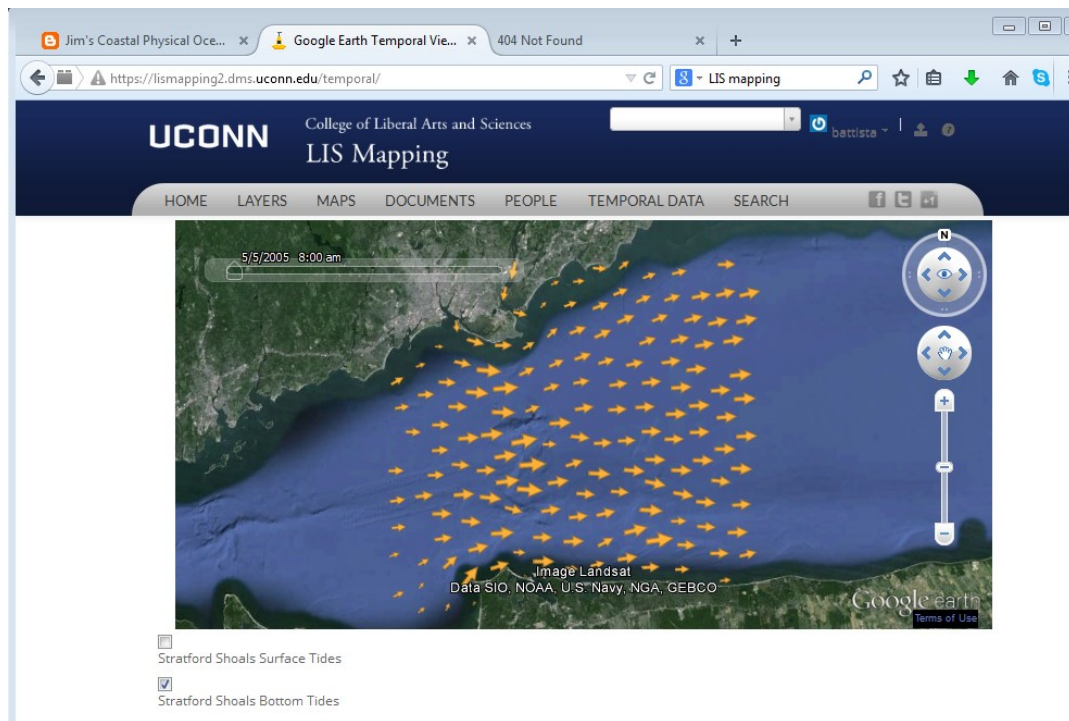 Jim's Coastal Physical Oce...
Google Earth Temporal Vie...
404 Not Found
https://lismapping2.dms.uconn.edu/temporal/
LIS mapping
UCONN
College of Liberal Arts and Sciences
LIS Mapping
battista
HOME
LAYERS
MAPS
DOCUMENTS
PEOPLE
TEMPORAL DATA
SEARCH
5/5/2005 8:00 am
N
Image Landsat
Data SIO, NOAA, U.S. Navy, NGA, GEBCO
Google earth
Terms of Use
Stratford Shoals Surface Tides
Stratford Shoals Bottom Tides